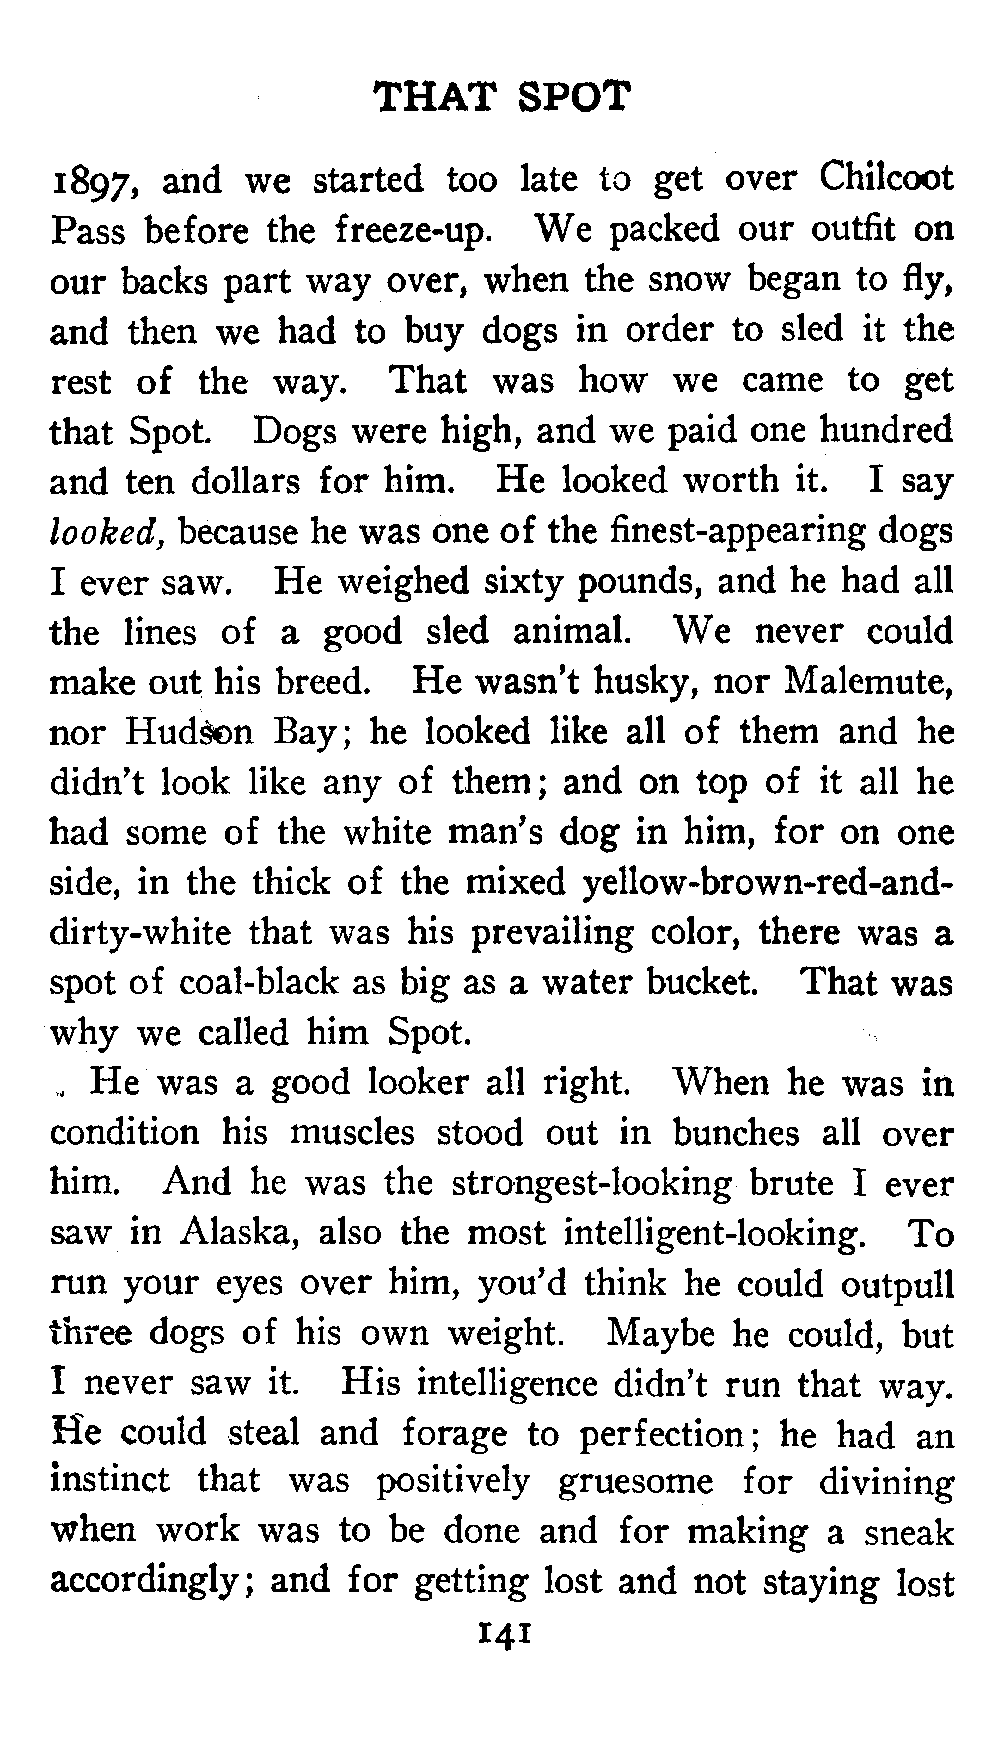 THAT SPOT
1897, and we started too late to get over Chilcoot
Pass before the freeze-up. We packed our outfit on
our backs part way over, when the snow began to fly,
and then we had to buy dogs in order to sled it the
rest of the way. That was how we came to get
that Spot. Dogs were high, and we paid one hundred
and ten dollars for him. He looked worth it. I say
looked, because he was one of the finest-appearing dogs
I ever saw. He weighed sixty pounds, and he had all
the lines of a good sled animal. We never could
make out his breed. He wasn't husky, nor Malemute,
nor Hudson Bay; he looked like all of them and he
didn't look like any of them; and on top of it all he
had some of the white man's dog in him, for on one
side, in the thick of the mixed yellow-brown-red-and-
dirty-white that was his prevailing color, there was a
spot of coal-black as big as a water bucket. That was
why we called him Spot.
He was a good looker all right. When he was in
condition his muscles stood out in bunches all over
him. And he was the strongest-looking brute I ever
saw in Alaska, also the most intelligent-looking. To
run your eyes over him, you'd think he could outpull
three dogs of his own weight. Maybe he could, but
I never saw it. His intelligence didn't run that way.
He could steal and forage to perfection; he had an
instinct that was positively gruesome for divining
when work was to be done and for making a sneak
accordingly; and for getting lost and not staying lost
141